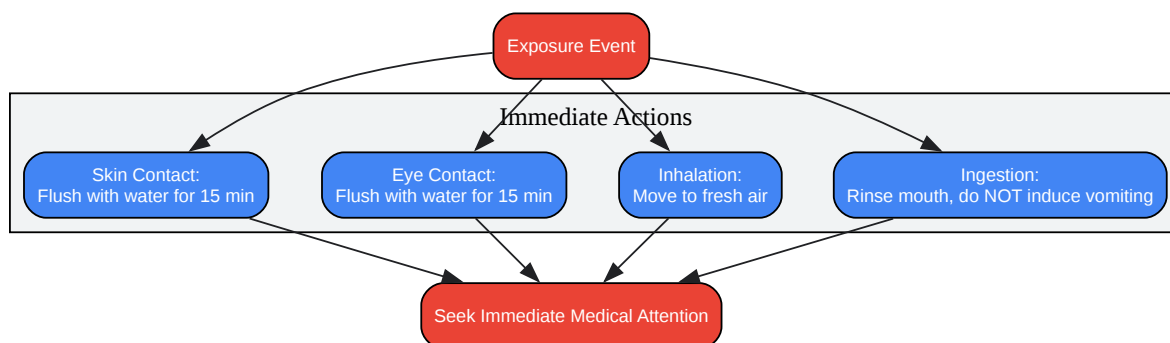 Exposure Event
Immediate Actions
Skin Contact:
Flush with water for 15 min
Eye Contact:
Flush with water for 15 min
Inhalation:
Move to fresh air
Ingestion:
Rinse mouth, do NOT induce vomiting
Seek Immediate Medical Attention